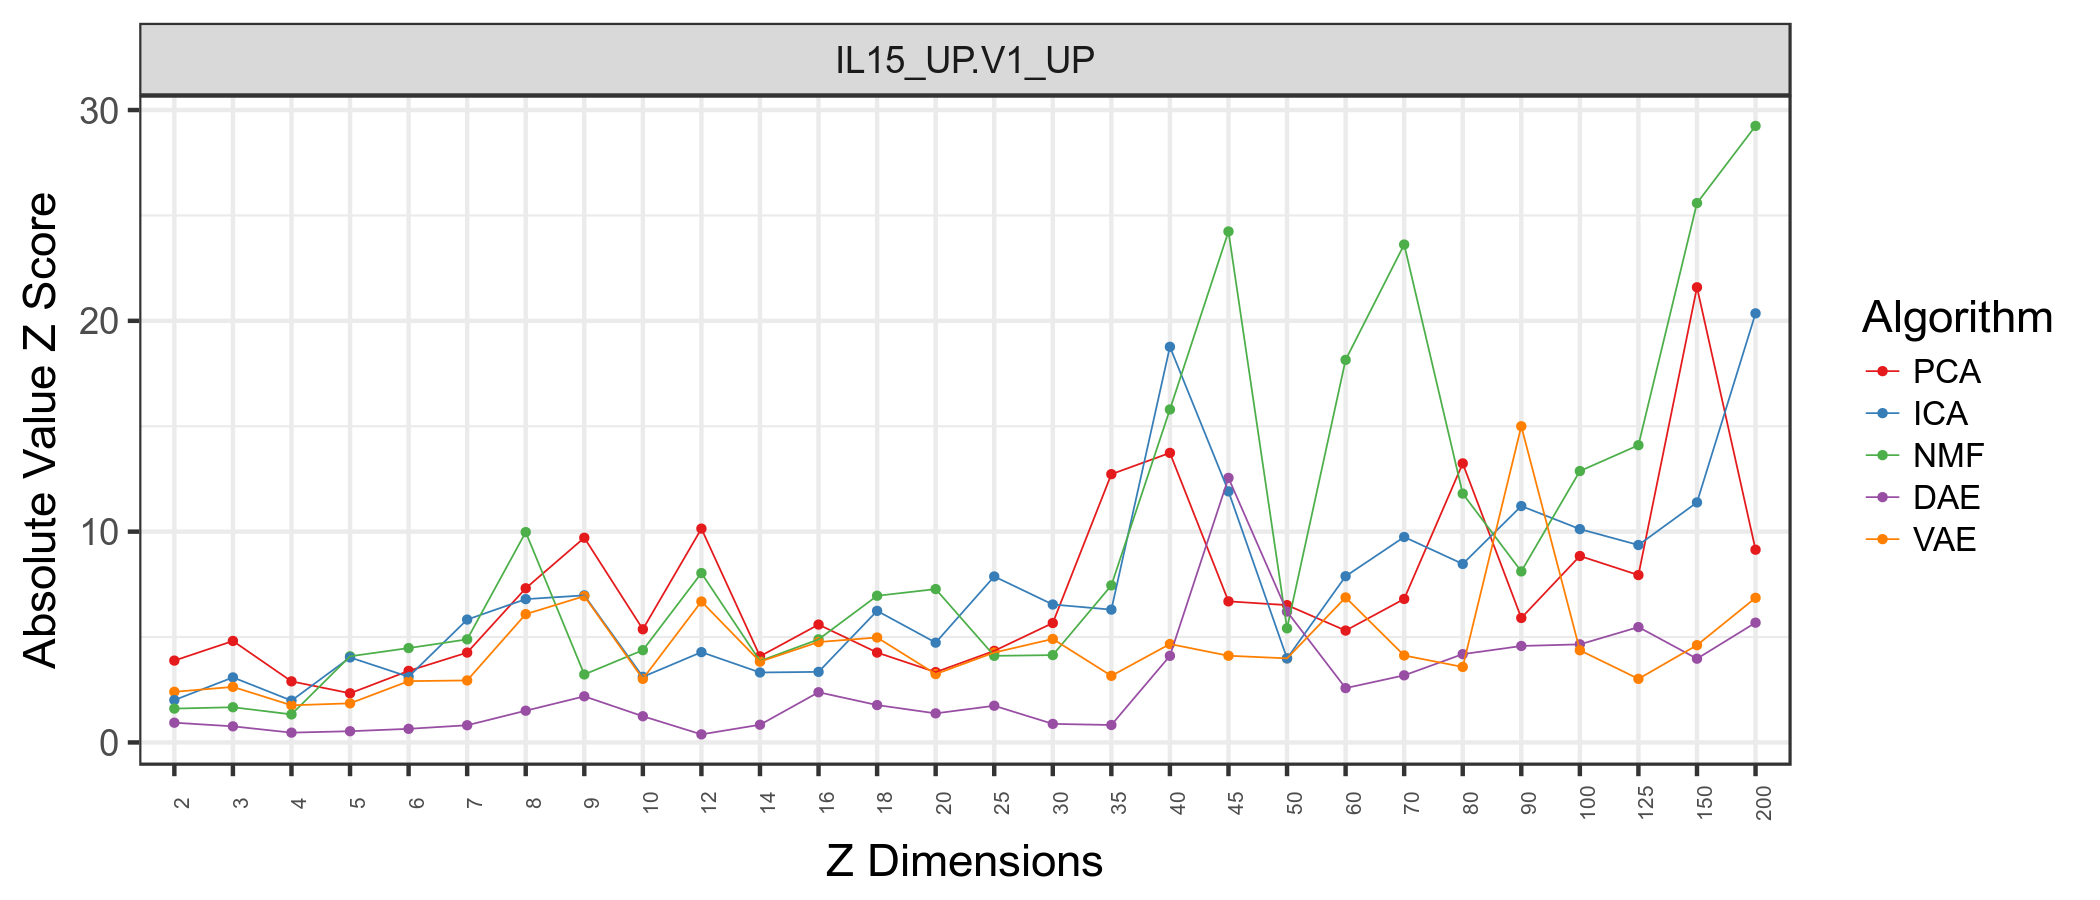 IL15_UP.V1_UP
Absolute Value Z Score
30
20
10
0
2 3 4 5 6 7 8 9 10 12 14 16 18 20 25 30 35 40 45 50 60 70 80 90 100 125 150 200
Z Dimensions
Algorithm
PCA
ICA
NMF
DAE
VAE